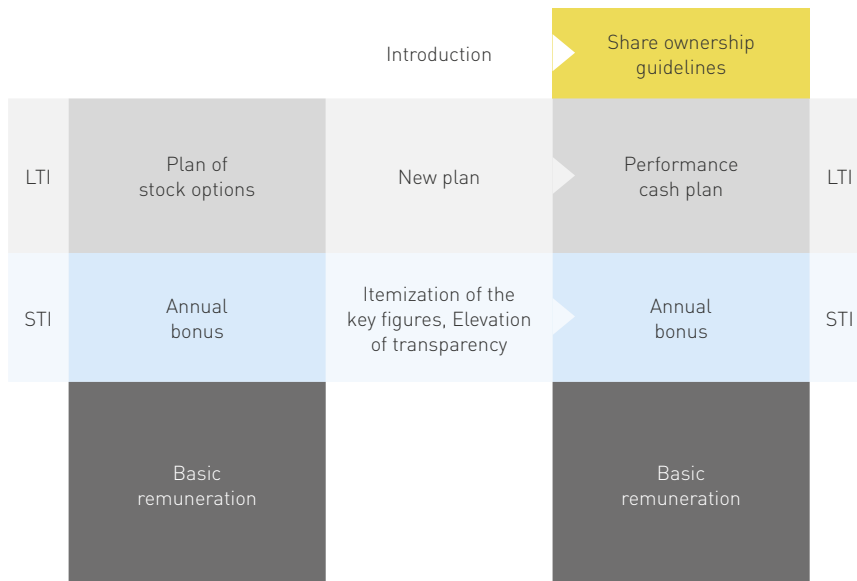 Introduction
Share ownership
guidelines
LTI
Plan of
stock options
New plan
Performance
cash plan
LTI
STI
Annual
bonus
Itemization of the
key figures, Elevation
of transparency
Annual
bonus
STI
Basic
remuneration
Basic
remuneration